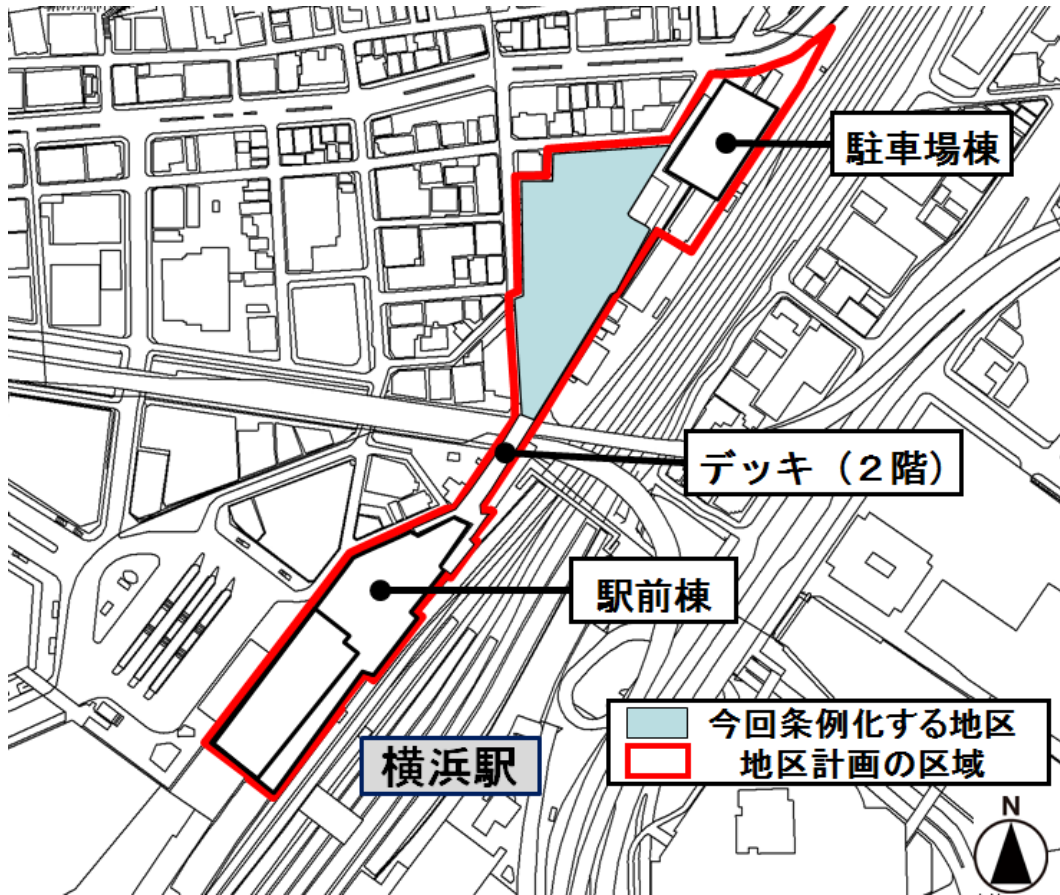 駐車場棟
デッキ（２階）
駅前棟
横浜駅
今回条例化する地区
地区計画の区域
N